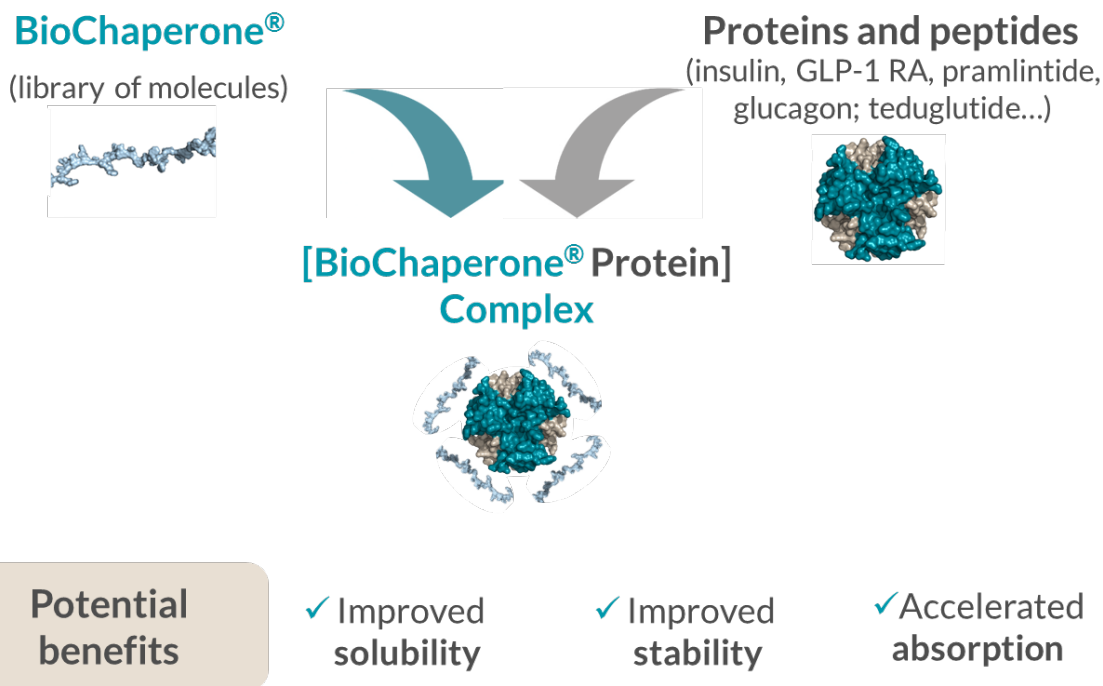 BioChaperone®
(library of molecules)
Proteins and peptides
(insulin, GLP-1 RA, pramlintide,
glucagon; teduglutide...)
[BioChaperone® Protein]
Complex
Potential
benefits
✓ Improved
solubility
✓ Improved
stability
✓ Accelerated
absorption